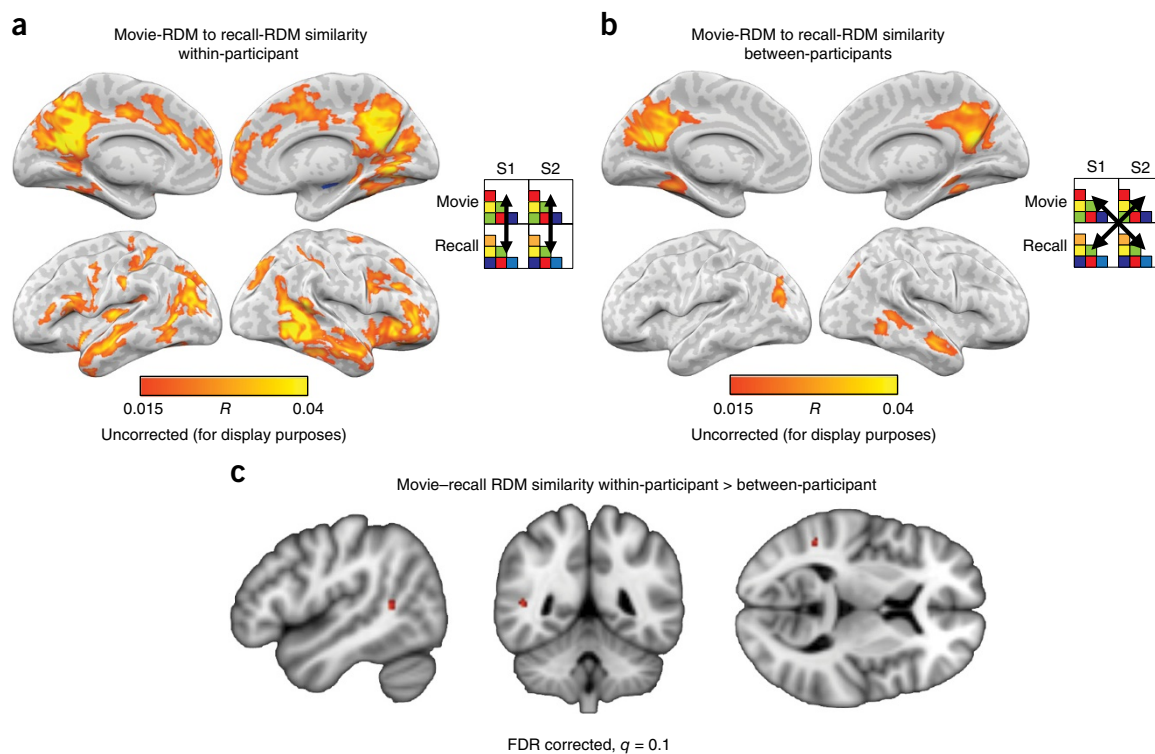 a
Movie-RDM to recall-RDM similarity
within-participant
S1 S2
Movie
Recall
0.015 R 0.04
Uncorrected (for display purposes)
b
Movie-RDM to recall-RDM similarity
between-participants
S1 S2
Movie
Recall
0.015 R 0.04
Uncorrected (for display purposes)
c
Movie–recall RDM similarity within-participant > between-participant
FDR corrected, q = 0.1